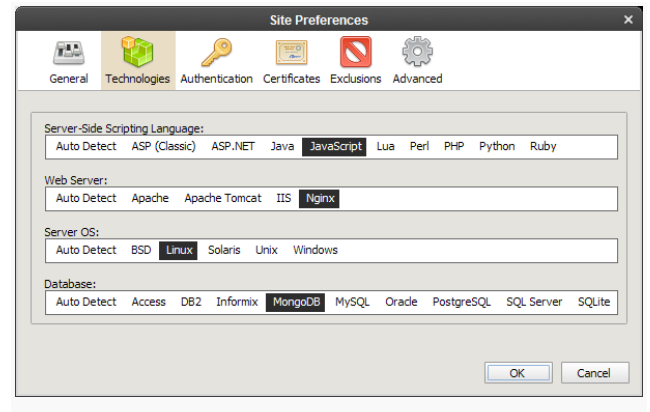 Site Preferences ×
General Technologies Authentication Certificates Exclusions Advanced
Server-Side Scripting Language:
Auto Detect ASP (Classic) ASP.NET Java JavaScript Lua Perl PHP Python Ruby
Web Server:
Auto Detect Apache Apache Tomcat IIS Nginx
Server OS:
Auto Detect BSD Linux Solaris Unix Windows
Database:
Auto Detect Access DB2 Informix MongoDB MySQL Oracle PostgreSQL SQL Server SQLite
OK Cancel